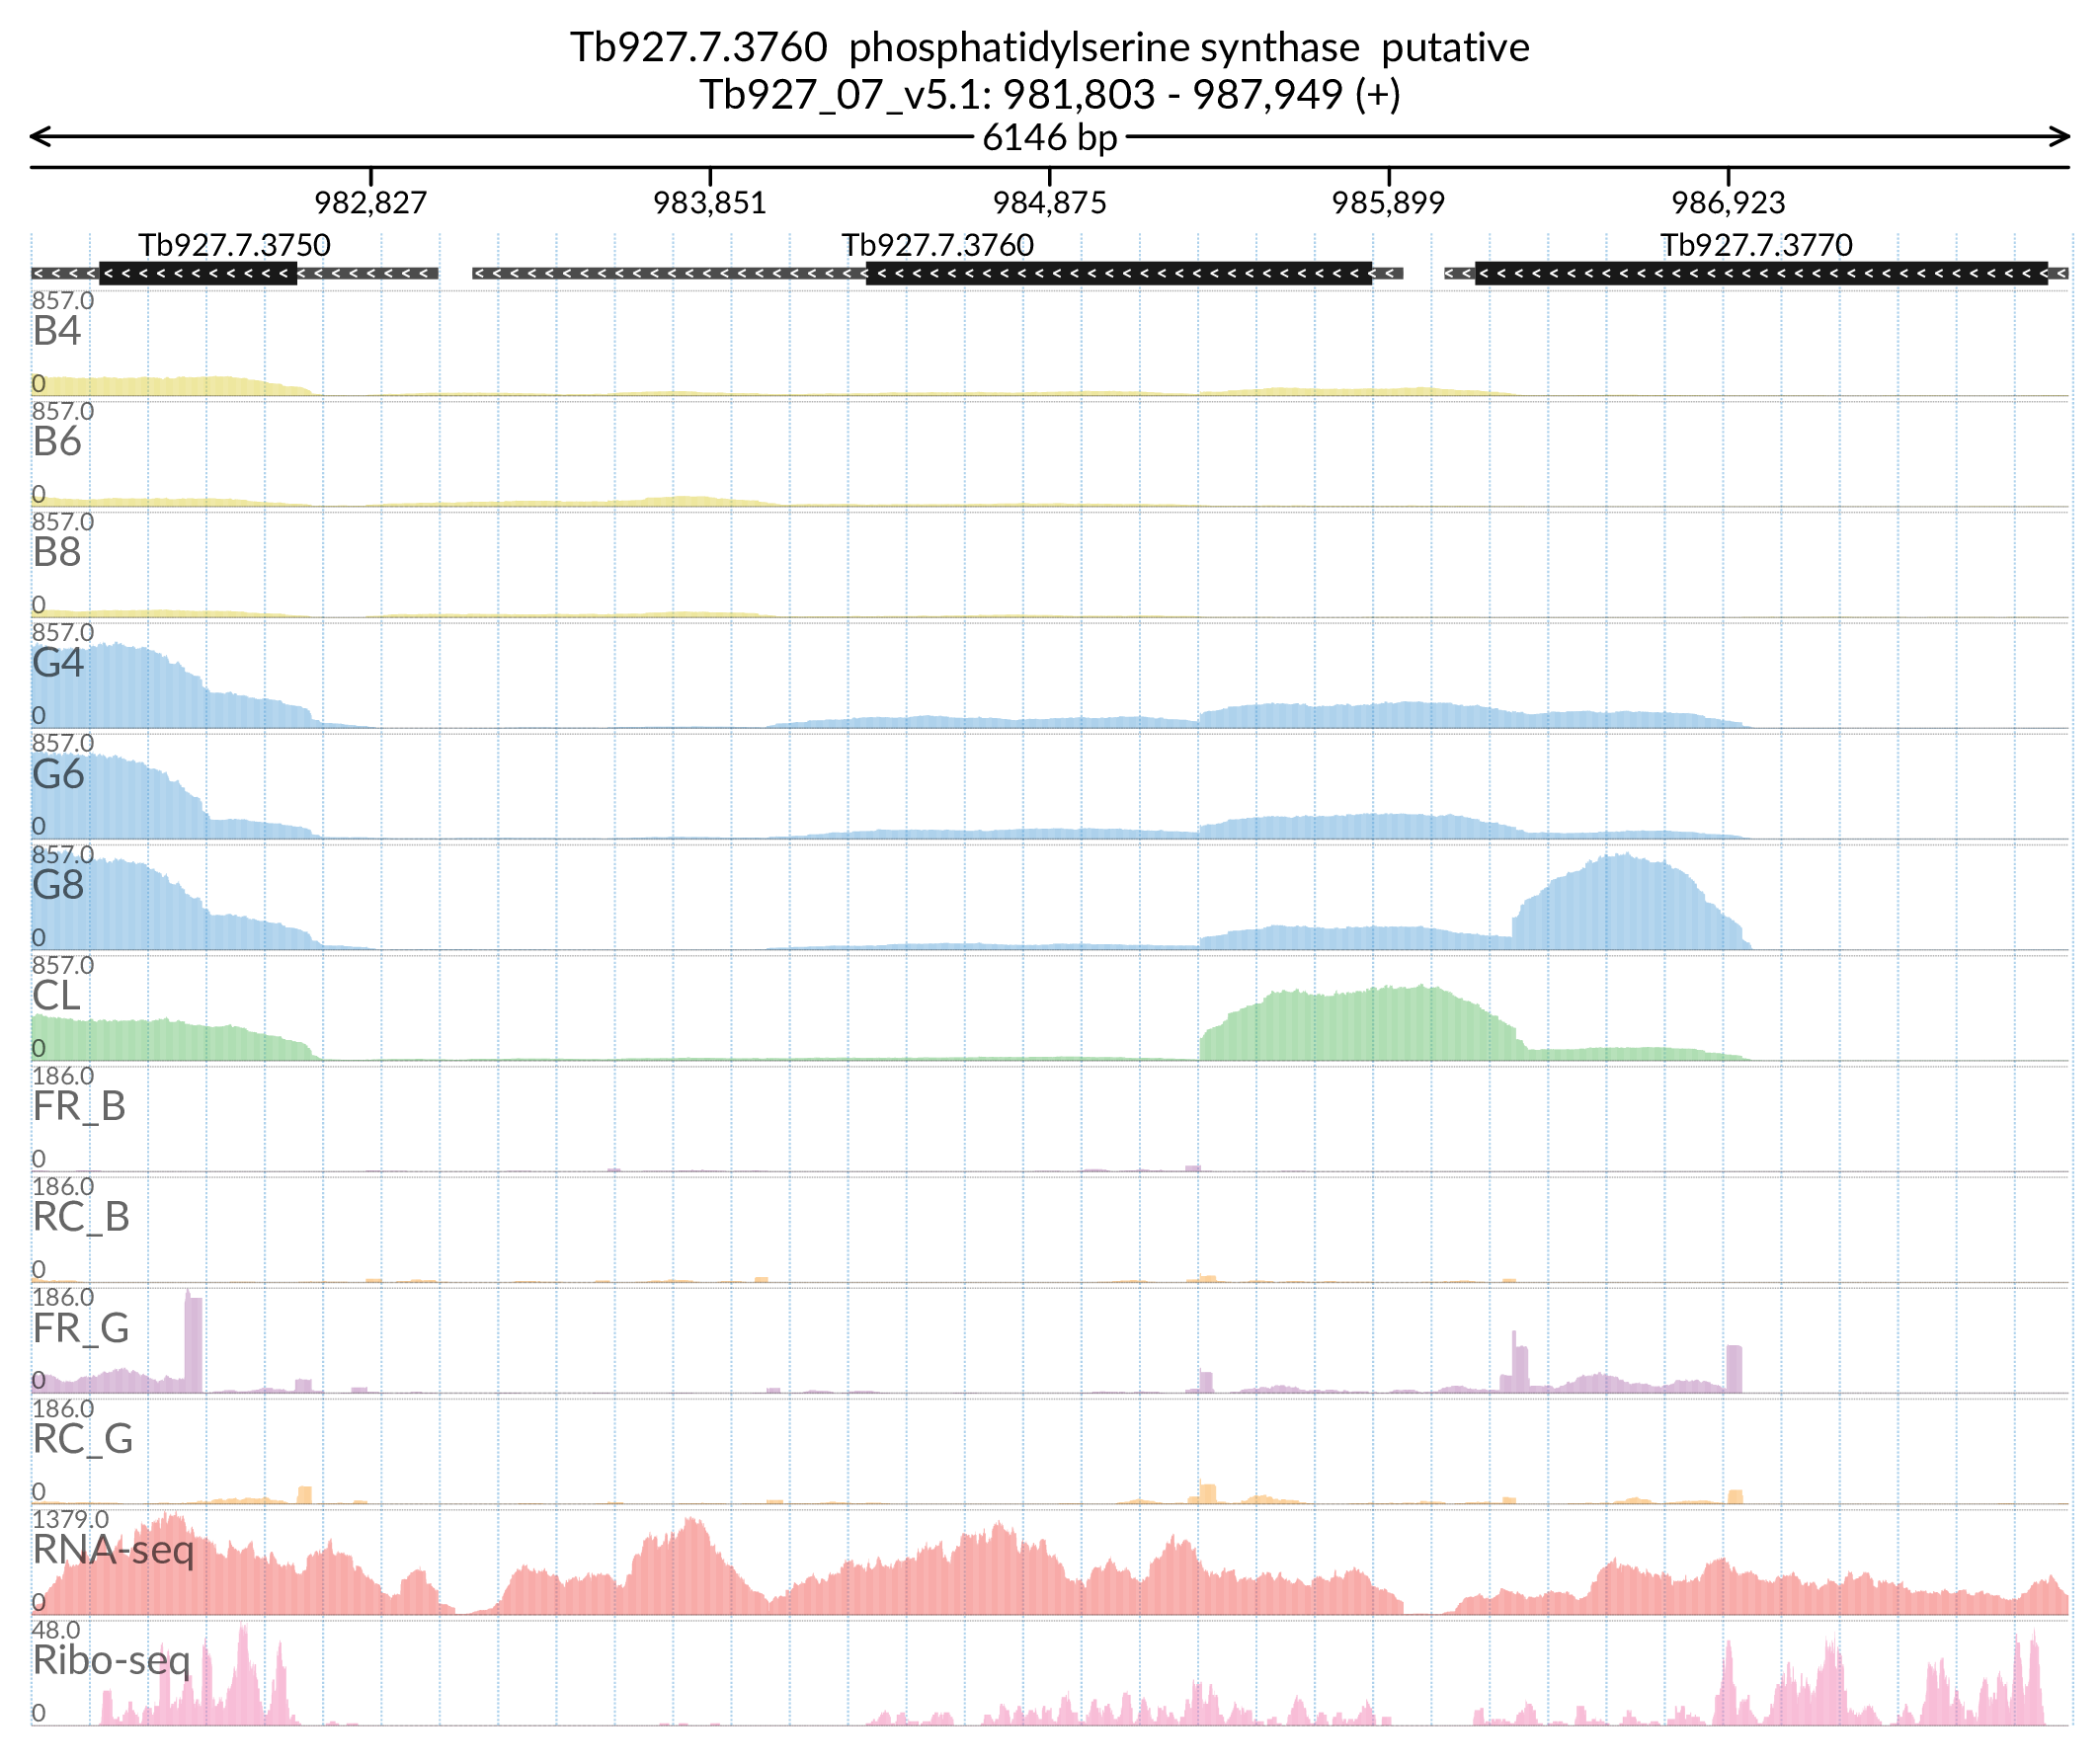 Tb927.7.3760 phosphatidylserine synthase putative
Tb927_07_v5.1: 981,803 - 987,949 (+)
6146 bp
982,827 983,851 984,875 985,899 986,923
Tb927.7.3750 Tb927.7.3760 Tb927.7.3770
857.0
B4
0
857.0
B6
0
857.0
B8
0
857.0
G4
0
857.0
G6
0
857.0
G8
0
857.0
CL
0
186.0
FR_B
0
186.0
RC_B
0
186.0
FR_G
0
186.0
RC_G
0
1379.0
RNA-seq
0
48.0
Ribo-seq
0